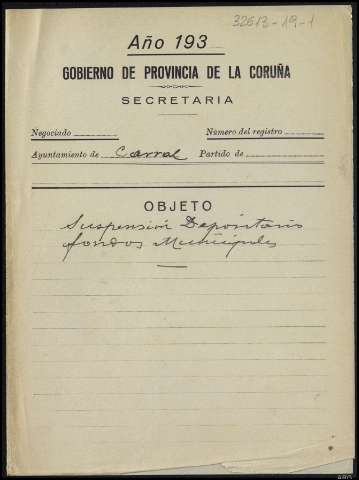 32613-19-1
Año 193
GOBIERNO DE PROVINCIA DE LA CORUÑA
SECRETARIA
Negociado Número del registro
Ayuntamiento de Carral Partido de
OBJETO
Suspensión Depositario
fondos Municipales